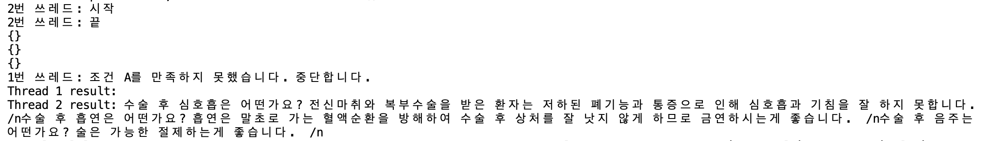 2번 쓰레드: 시작
2번 쓰레드: 끝
{}
{}
{}
1번 쓰레드: 조건 A를 만족하지 못했습니다. 중단합니다.
Thread 1 result:
Thread 2 result: 수술 후 심호흡은 어떤가요? 전신마취와 복부수술을 받은 환자는 저하된 폐기능과 통증으로 인해 심호흡과 기침을 잘 하지 못합니다.
/n수술 후 흡연은 어떤가요? 흡연은 말초로 가는 혈액순환을 방해하여 수술 후 상처를 잘 낫지 않게 하므로 금연하시는게 좋습니다. /n수술 후 음주는
어떤가요? 술은 가능한 절제하는게 좋습니다. /n